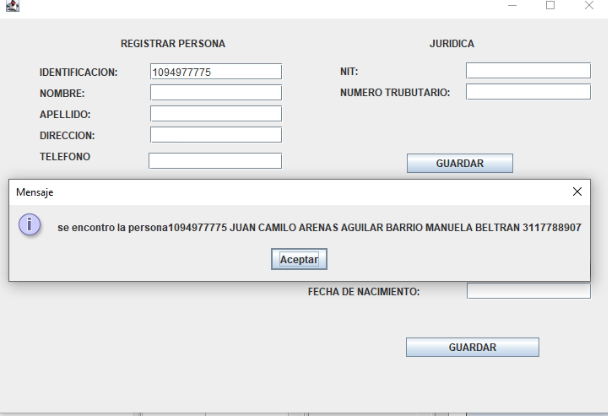 REGISTRAR PERSONA JURIDICA
IDENTIFICACION: 1094977775 NIT:
NOMBRE: NUMERO TRUBUTARIO:
APELLIDO:
DIRECCION:
TELEFONO
GUARDAR
Mensaje
se encontro la persona1094977775 JUAN CAMILO ARENAS AGUILAR BARRIO MANUELA BELTRAN 3117788907
Aceptar
FECHA DE NACIMIENTO:
GUARDAR